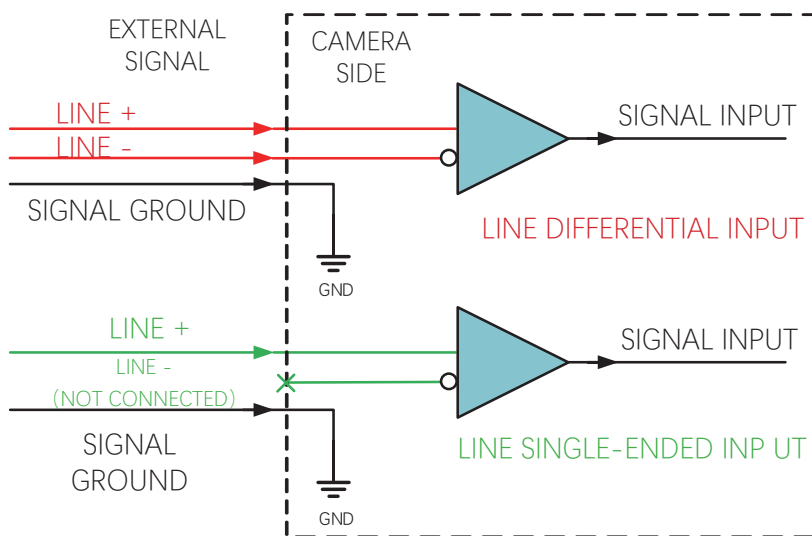 EXTERNAL
SIGNAL
CAMERA
SIDE
LINE +
LINE -
SIGNAL GROUND
GND
SIGNAL INPUT
LINE DIFFERENTIAL INPUT
LINE +
LINE -
(NOT CONNECTED)
SIGNAL
GROUND
GND
SIGNAL INPUT
LINE SINGLE-ENDED INP UT